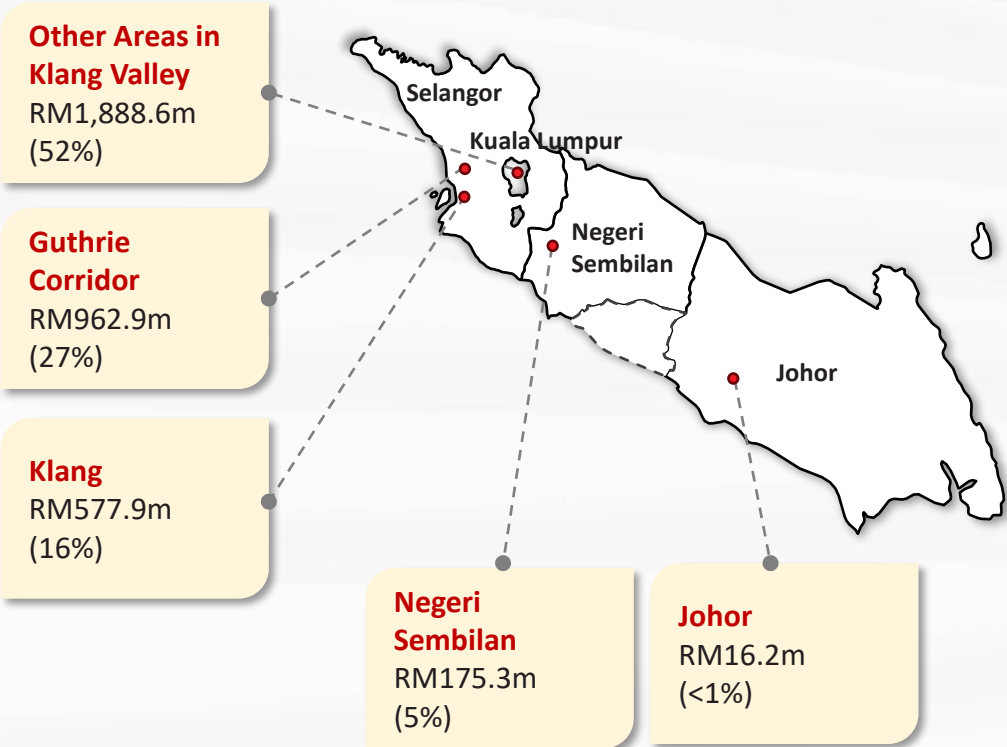 Other Areas in
Klang Valley
RM1,888.6m
(52%)
Guthrie
Corridor
RM962.9m
(27%)
Klang
RM577.9m
(16%)
Selangor
Kuala Lumpur
Negeri
Sembilan
Johor
Negeri
Sembilan
RM175.3m
(5%)
Johor
RM16.2m
(<1%)